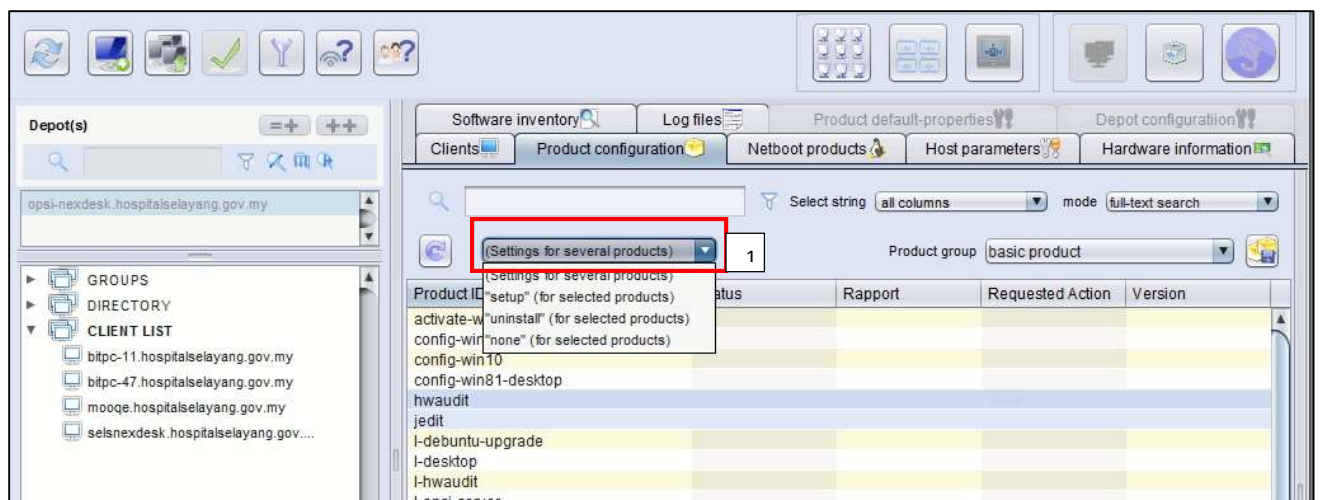 Depot(s)
opsi-nexdesk.hospitalselayang.gov.my
GROUPS
DIRECTORY
CLIENT LIST
bitpc-11.hospitalselayang.gov.my
bitpc-47.hospitalselayang.gov.my
mooqe.hospitalselayang.gov.my
selsnexdesk.hospitalselayang.gov....
Software inventory Log files Product default-properties Depot configuratiion
Clients Product configuration Netboot products Host parameters Hardware information
Select string all columns mode full-text search
(Settings for several products) 1 Product group basic product
(Settings for several products)
"setup" (for selected products)
"uninstall" (for selected products)
"none" (for selected products)
Product ID Rapport Requested Action Version
config-win10
config-win81-desktop
hwaudit
jedit
l-debuntu-upgrade
l-desktop
l-hwaudit